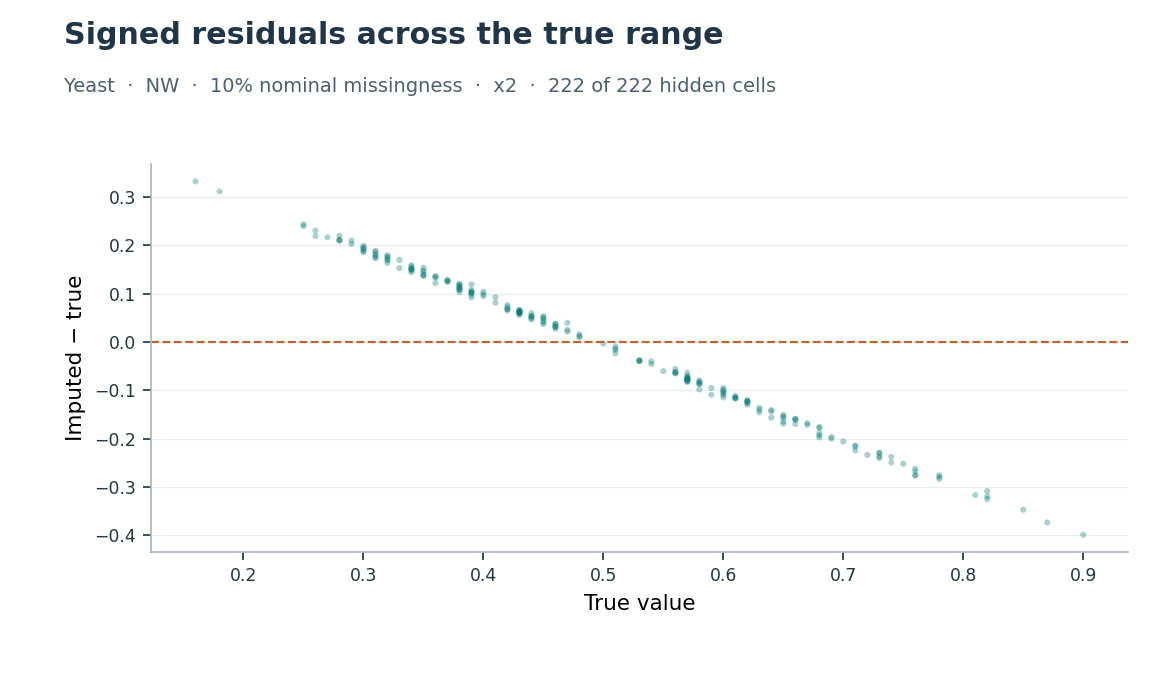 Signed residuals across the true range
Yeast · NW · 10% nominal missingness · x2 · 222 of 222 hidden cells
Imputed − true
0.3
0.2
0.1
0.0
−0.1
−0.2
−0.3
−0.4
0.2 0.3 0.4 0.5 0.6 0.7 0.8 0.9
True value